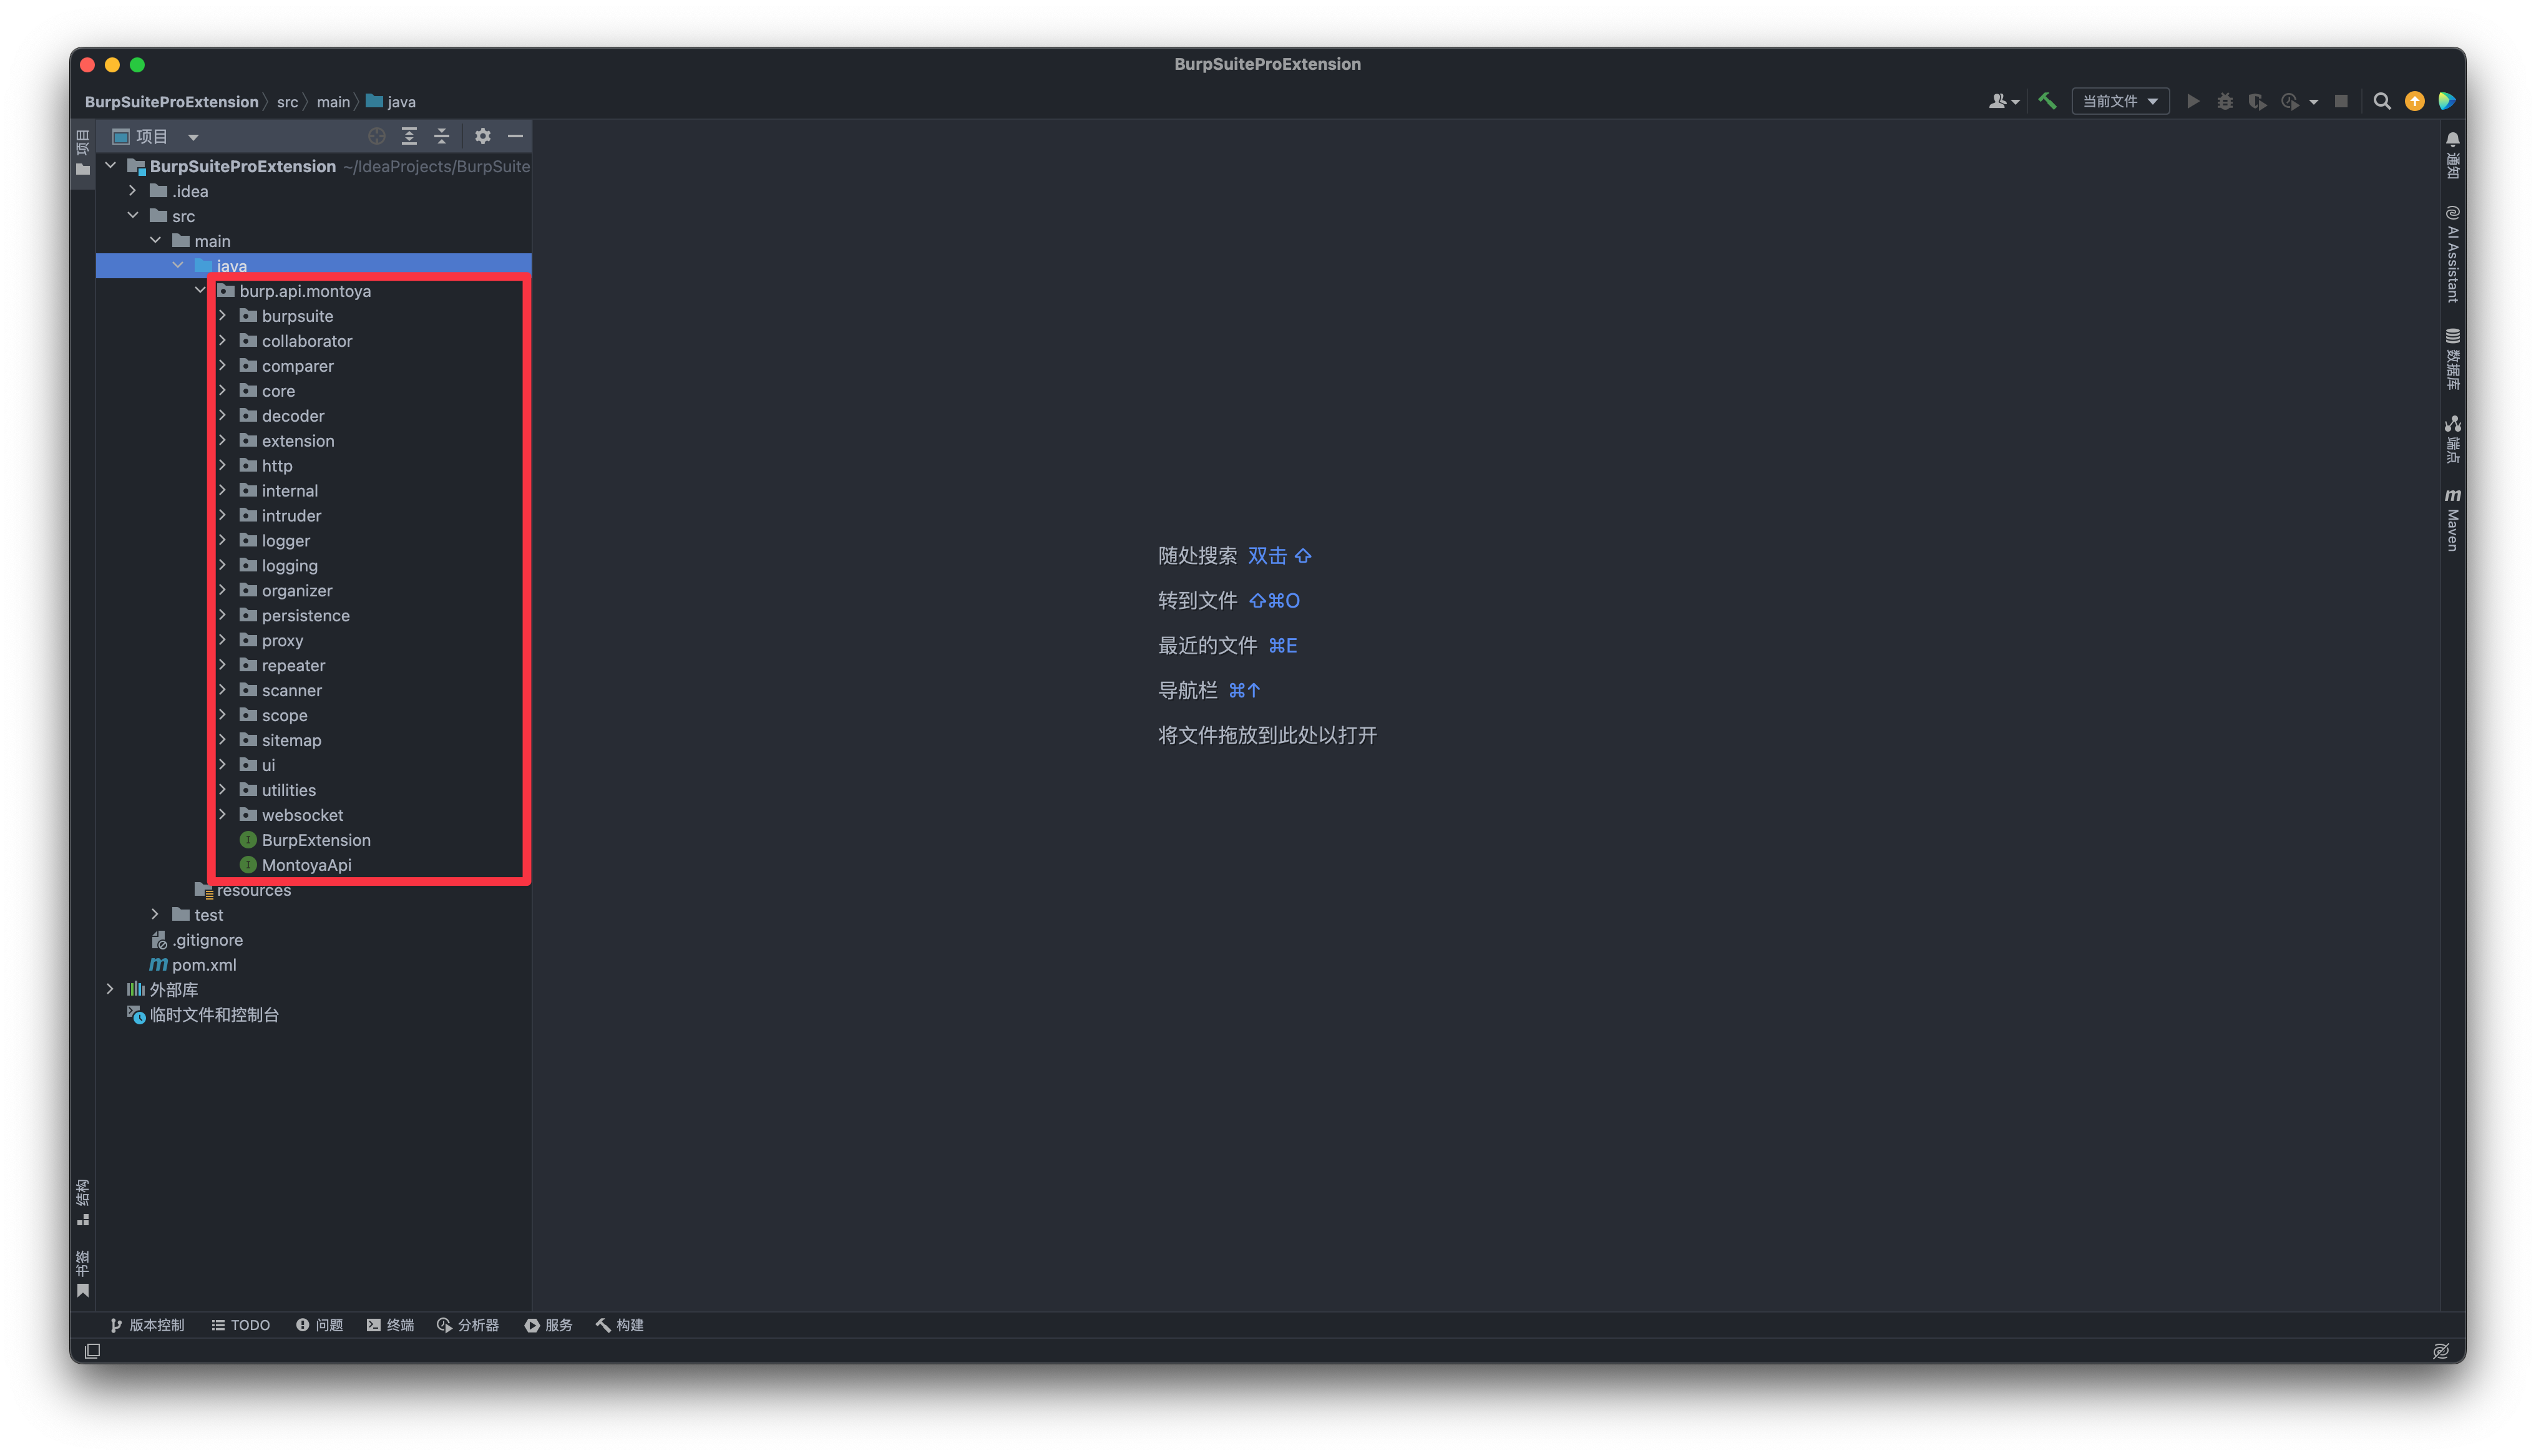 BurpSuiteProExtension
BurpSuiteProExtension src main java
当前文件
项目
项目
BurpSuiteProExtension ~/IdeaProjects/BurpSuite
.idea
src
main
java
burp.api.montoya
burpsuite
collaborator
comparer
core
decoder
extension
http
internal
intruder
logger
logging
organizer
persistence
proxy
repeater
scanner
scope
sitemap
ui
utilities
websocket
BurpExtension
MontoyaApi
resources
test
.gitignore
pom.xml
外部库
临时文件和控制台
随处搜索 双击 ⇧
转到文件 ⇧⌘O
最近的文件 ⌘E
导航栏 ⌘↑
将文件拖放到此处以打开
通知
AI Assistant
数据库
端点
Maven
结构
书签
版本控制 TODO 问题 终端 分析器 服务 构建